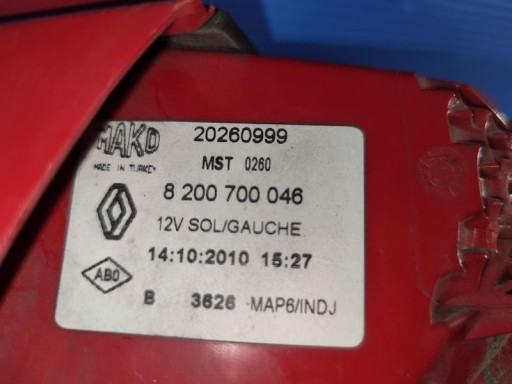 MAKO
20260999
MADE IN TURKEY
MST 0260
8 200 700 046
12V SOL/GAUCHE
14:10:2010 15:27
ABO
B 3626 MAP6/INDJ